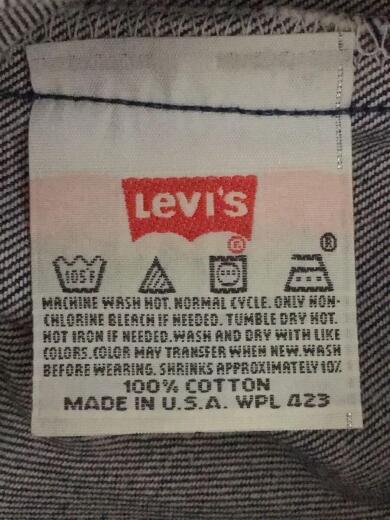 Levi's
®
®
105°F
MACHINE WASH HOT. NORMAL CYCLE. ONLY NON-
CHLORINE BLEACH IF NEEDED. TUMBLE DRY HOT.
HOT IRON IF NEEDED. WASH AND DRY WITH LIKE
COLORS. COLOR MAY TRANSFER WHEN NEW. WASH
BEFORE WEARING. SHRINKS APPROXIMATELY 10%
100% COTTON
MADE IN U.S.A. WPL 423